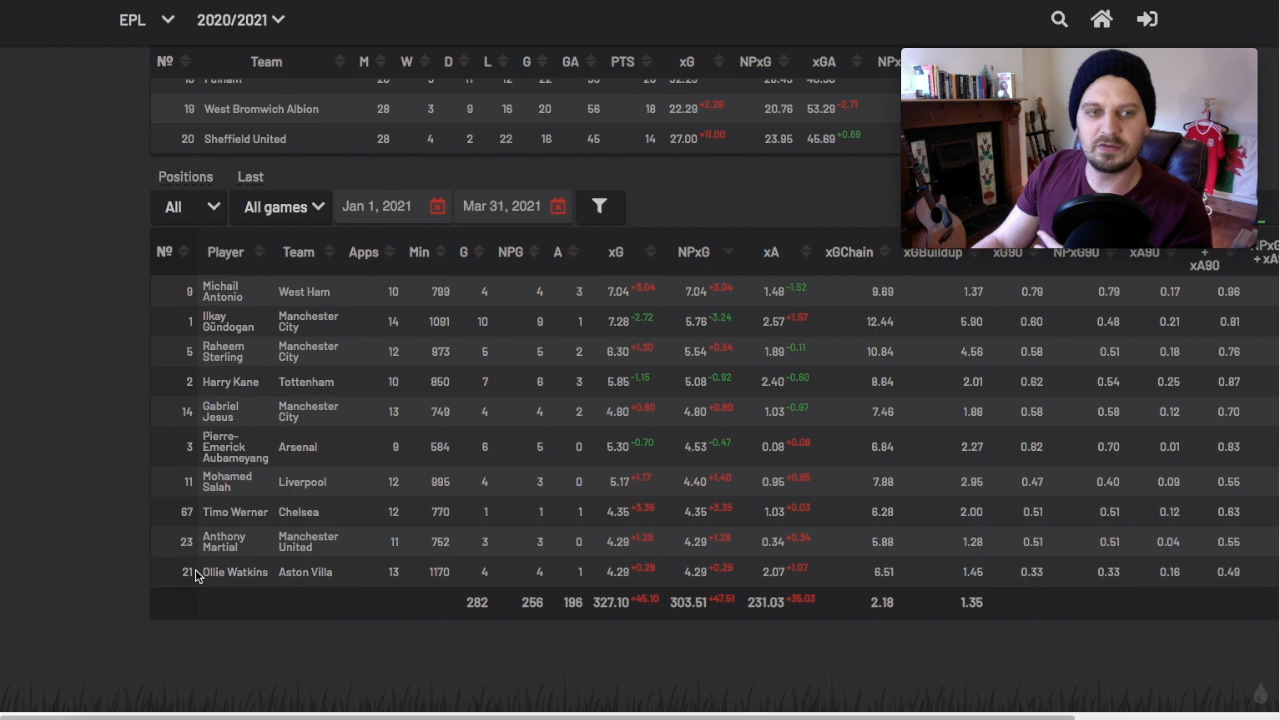 EPL 2020/2021
Nº Team M W D L G GA PTS xG NPxG xGA NPx
19 West Bromwich Albion 28 3 9 16 20 56 18 22.29 +2.29 20.76 53.29 -2.71
20 Sheffield United 28 4 2 22 16 45 14 27.00 +11.00 23.95 45.69 +0.69
Positions Last
All All games Jan 1, 2021 Mar 31, 2021
Nº Player Team Apps Min G NPG A xG NPxG xA xGChain xGBuildup xG90 NPxG90 xA90 + xA90 NPxG + xA
9 Michail Antonio West Ham 10 799 4 4 3 7.04 +3.04 7.04 +3.04 1.48 -1.52 9.69 1.37 0.79 0.79 0.17 0.96
1 Ilkay Gündogan Manchester City 14 1091 10 9 1 7.28 -2.72 5.76 -3.24 2.57 +1.57 12.44 5.90 0.60 0.48 0.21 0.81
5 Raheem Sterling Manchester City 12 973 5 5 2 6.30 +1.30 5.54 +0.54 1.89 -0.11 10.84 4.56 0.58 0.51 0.18 0.76
2 Harry Kane Tottenham 10 850 7 6 3 5.85 -1.15 5.08 -0.92 2.40 -0.60 8.64 2.01 0.62 0.54 0.25 0.87
14 Gabriel Jesus Manchester City 13 749 4 4 2 4.80 +0.80 4.80 +0.80 1.03 -0.97 7.46 1.88 0.58 0.58 0.12 0.70
3 Pierre-Emerick Aubameyang Arsenal 9 584 6 5 0 5.30 -0.70 4.53 -0.47 0.08 +0.08 6.84 2.27 0.82 0.70 0.01 0.83
11 Mohamed Salah Liverpool 12 995 4 3 0 5.17 +1.17 4.40 +1.40 0.95 7.88 2.95 0.47 0.40 0.09 0.55
67 Timo Werner Chelsea 12 770 1 1 1 4.35 +3.35 4.35 +3.35 1.03 +0.03 6.28 2.00 0.51 0.51 0.12 0.63
23 Anthony Martial Manchester United 11 752 3 3 0 4.29 +1.29 4.29 +1.29 0.34 +0.34 5.88 1.28 0.51 0.51 0.04 0.55
21 Ollie Watkins Aston Villa 13 1170 4 4 1 4.29 +0.29 4.29 +0.29 2.07 +1.07 6.51 1.45 0.33 0.33 0.16 0.49
282 256 196 327.10 +45.10 303.51 +47.51 231.03 +35.03 2.18 1.35